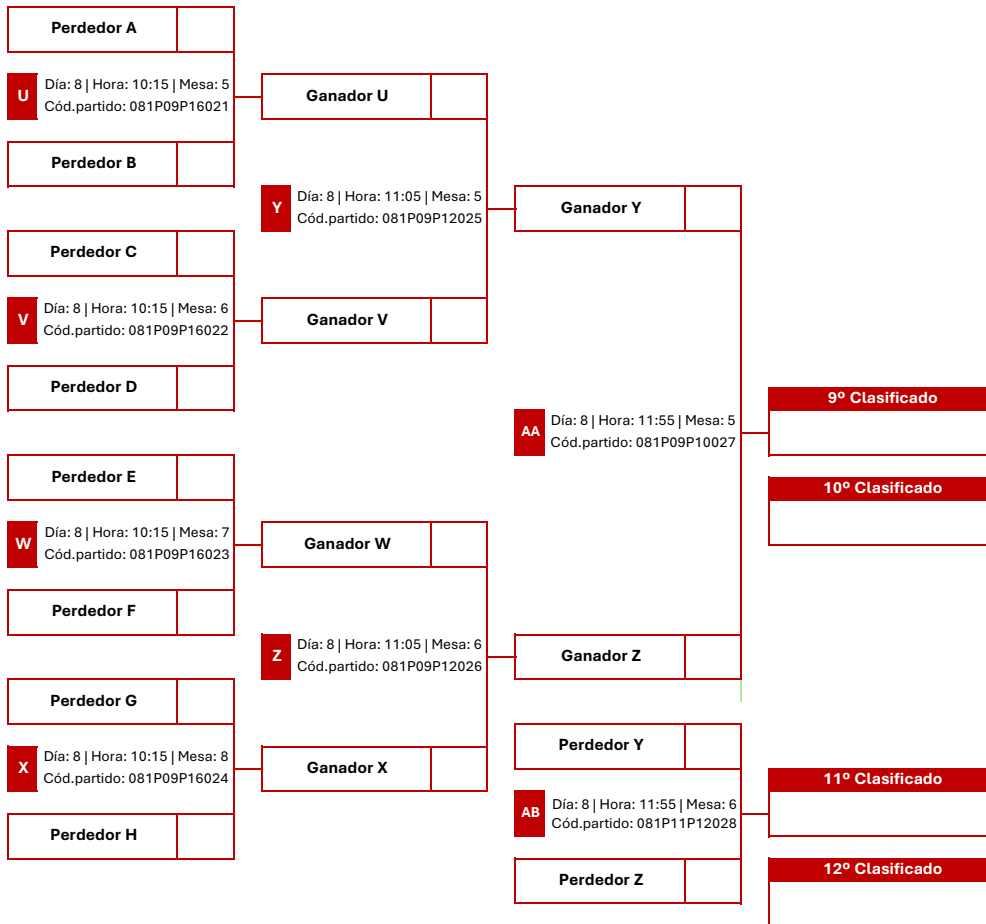 Perdedor A
U
Día: 8 | Hora: 10:15 | Mesa: 5
Cód.partido: 081P09P16021
Perdedor B
Ganador U
Y
Día: 8 | Hora: 11:05 | Mesa: 5
Cód.partido: 081P09P12025
Ganador Y
Perdedor C
V
Día: 8 | Hora: 10:15 | Mesa: 6
Cód.partido: 081P09P16022
Ganador V
Perdedor D
AA
Día: 8 | Hora: 11:55 | Mesa: 5
Cód.partido: 081P09P10027
9º Clasificado
10º Clasificado
Perdedor E
W
Día: 8 | Hora: 10:15 | Mesa: 7
Cód.partido: 081P09P16023
Ganador W
Perdedor F
Z
Día: 8 | Hora: 11:05 | Mesa: 6
Cód.partido: 081P09P12026
Ganador Z
Perdedor G
X
Día: 8 | Hora: 10:15 | Mesa: 8
Cód.partido: 081P09P16024
Ganador X
Perdedor H
Perdedor Y
AB
Día: 8 | Hora: 11:55 | Mesa: 6
Cód.partido: 081P11P12028
Perdedor Z
11º Clasificado
12º Clasificado